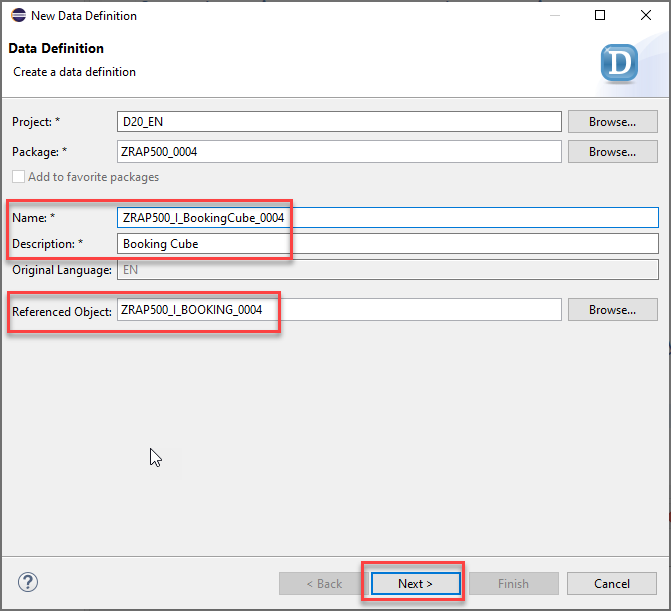 New Data Definition
Data Definition
Create a data definition
D
Project: * D20_EN Browse...
Package: * ZRAP500_0004 Browse...
Add to favorite packages
Name: * ZRAP500_I_BookingCube_0004
Description: * Booking Cube
Original Language: EN
Referenced Object: ZRAP500_I_BOOKING_0004 Browse...
? < Back Next > Finish Cancel